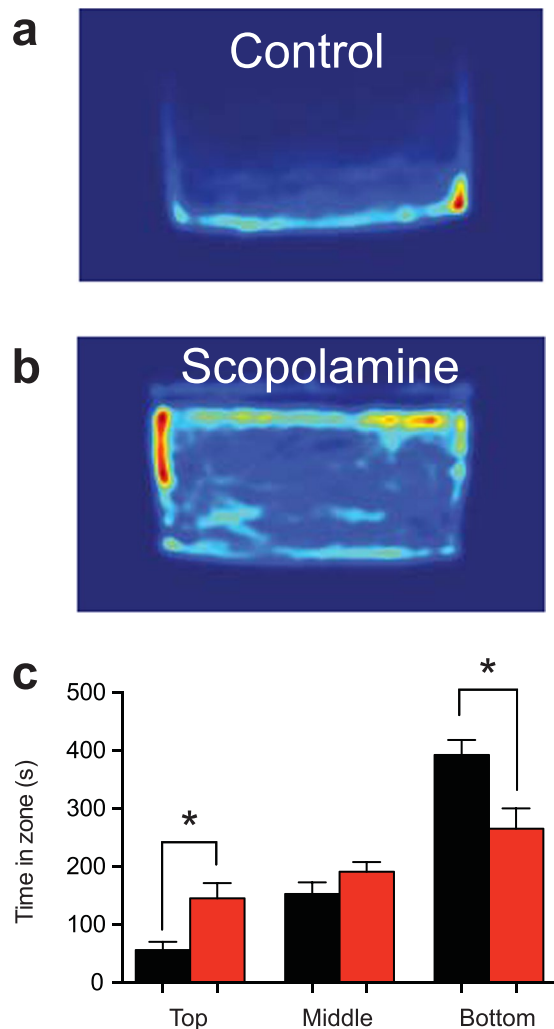 a
Control
b
Scopolamine
c
Time in zone (s)
500
400
300
200
100
0
*
*
Top Middle Bottom